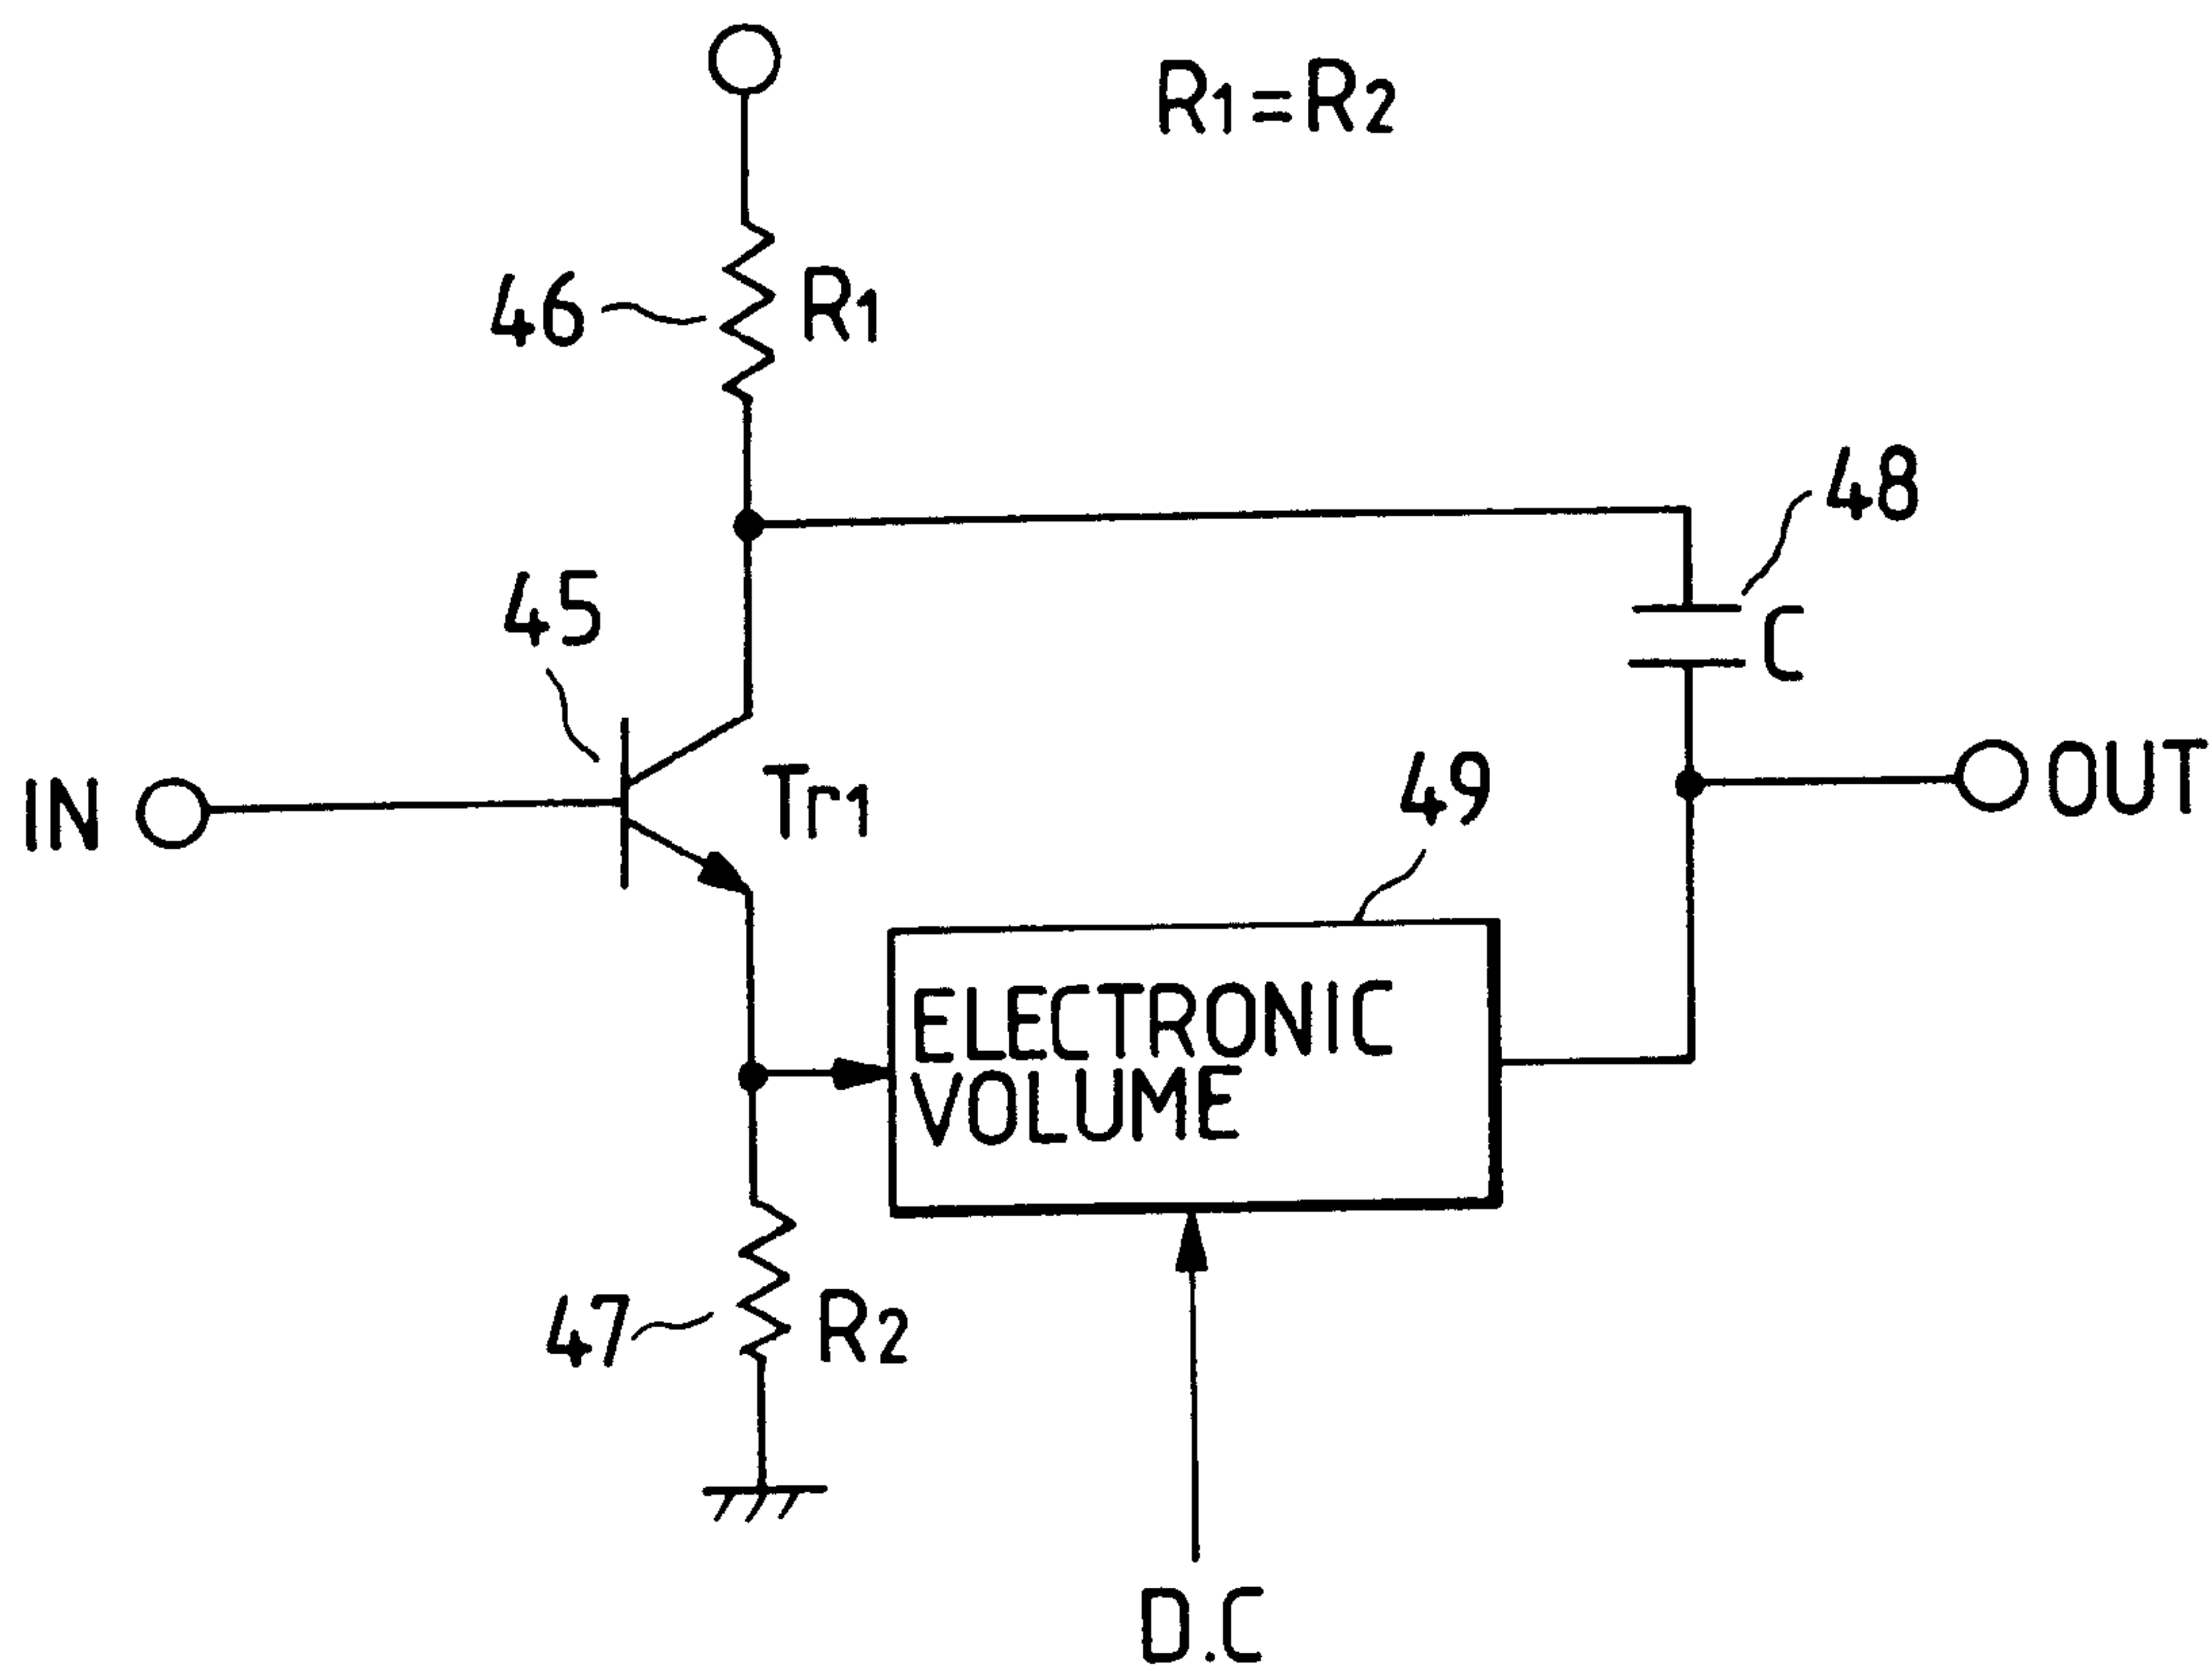 R1=R2
46
R1
48
45
C
IN
Tr1
49
OUT
ELECTRONIC
VOLUME
47
R2
D.C